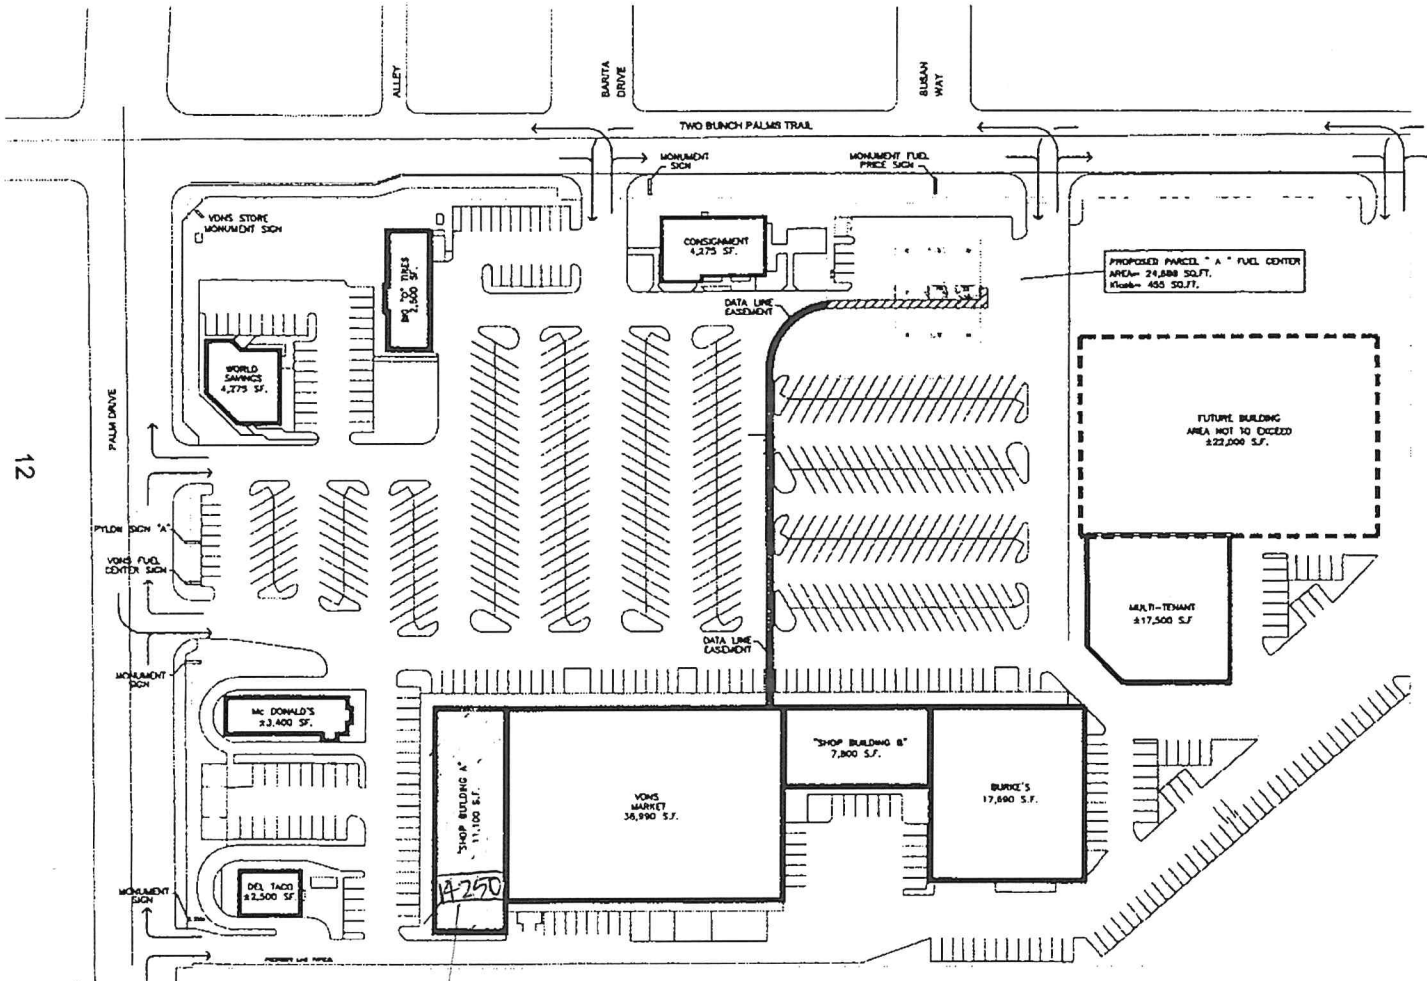 ALLEY
BARITA
DRIVE
SUSAN
WAY
TWO BUNCH PALMS TRAIL
MONUMENT
SIGN
MONUMENT FUEL
PRICE SIGN
VONS STORE
MONUMENT SIGN
BIG "O" TIRES
2,500 SF.
CONSIGNMENT
4,275 SF.
PROPOSED PARCEL " A " FUEL CENTER
AREA= 24,688 SQ.FT.
Kiosk= 455 SQ.FT.
DATA LINE
EASEMENT
WORLD
SAVINGS
4,275 SF.
PALM DRIVE
FUTURE BUILDING
AREA NOT TO EXCEED
±22,000 S.F.
12
PYLON SIGN "A"
VONS FUEL
CENTER SIGN
MULTI-TENANT
±17,500 S.F
DATA LINE
EASEMENT
MONUMENT
SIGN
Mc DONALD'S
±3,400 SF.
"SHOP BUILDING A"
11,100 S.F.
VONS
MARKET
38,990 S.F.
"SHOP BUILDING B"
7,800 S.F.
BURKE'S
17,690 S.F.
14250
MONUMENT
SIGN
DEL TACO
±2,500 SF.